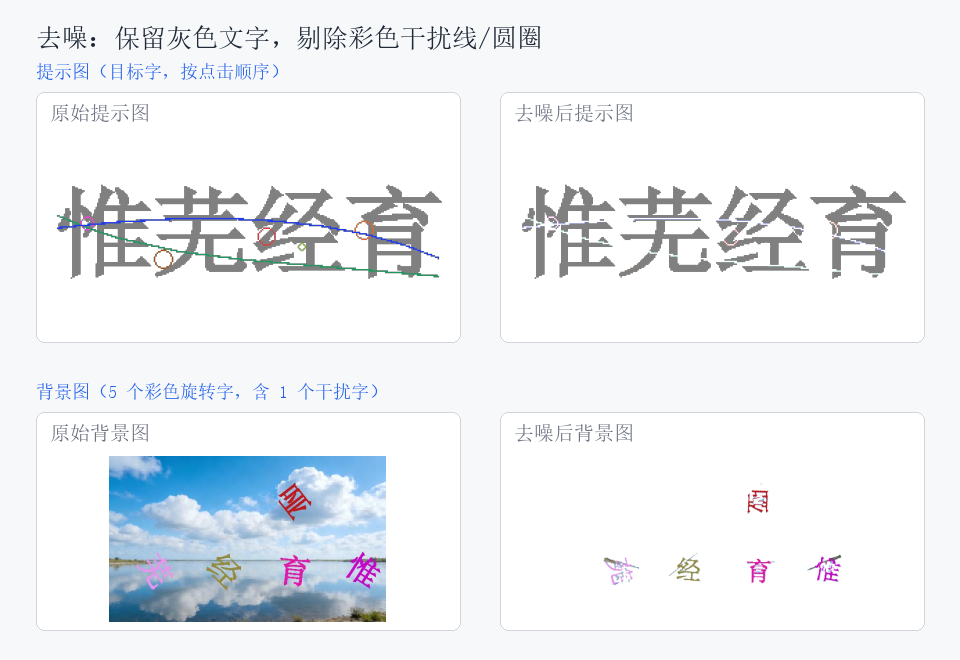 去噪：保留灰色文字，剔除彩色干扰线/圆圈
提示图（目标字，按点击顺序）
原始提示图
去噪后提示图
惟芜经育
惟芜经育
背景图（5 个彩色旋转字，含 1 个干扰字）
原始背景图
去噪后背景图
芜经育惟
经育惟